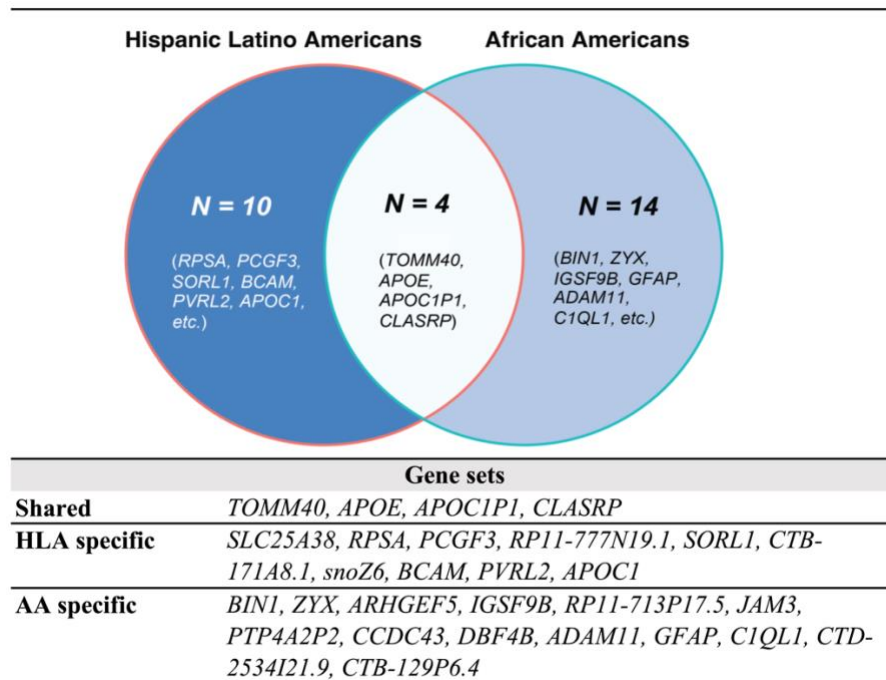 Hispanic Latino Americans
African Americans
N = 10
(RPSA, PCGF3,
SORL1, BCAM,
PVRL2, APOC1,
etc.)
N = 4
(TOMM40,
APOE,
APOC1P1,
CLASRP)
N = 14
(BIN1, ZYX,
IGSF9B, GFAP,
ADAM11,
C1QL1, etc.)
Gene sets
Shared TOMM40, APOE, APOC1P1, CLASRP
HLA specific SLC25A38, RPSA, PCGF3, RP11-777N19.1, SORL1, CTB-
171A8.1, snoZ6, BCAM, PVRL2, APOC1
AA specific BIN1, ZYX, ARHGEF5, IGSF9B, RP11-713P17.5, JAM3,
PTP4A2P2, CCDC43, DBF4B, ADAM11, GFAP, C1QL1, CTD-
2534I21.9, CTB-129P6.4